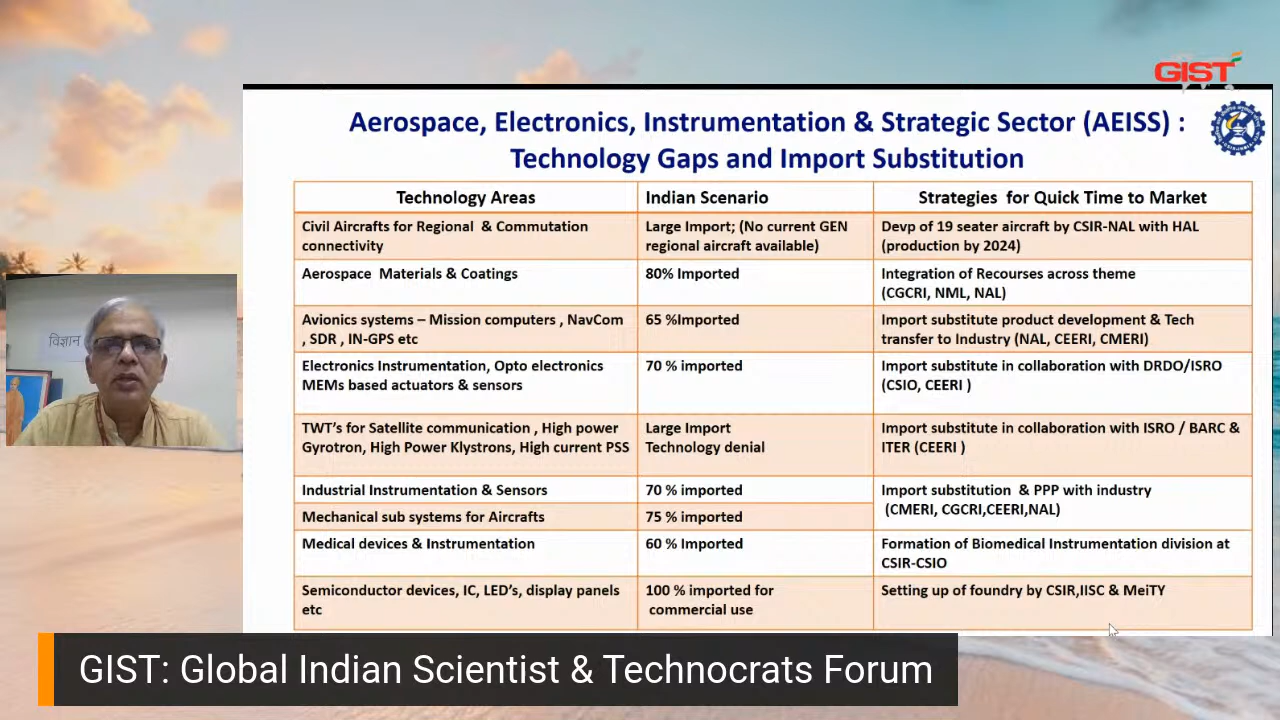 GIST
Aerospace, Electronics, Instrumentation & Strategic Sector (AEISS) :
Technology Gaps and Import Substitution
Technology Areas
Indian Scenario
Strategies for Quick Time to Market
Civil Aircrafts for Regional & Commutation
connectivity
Large Import; (No current GEN
regional aircraft available)
Devp of 19 seater aircraft by CSIR-NAL with HAL
(production by 2024)
Aerospace Materials & Coatings
80% Imported
Integration of Recourses across theme
(CGCRI, NML, NAL)
Avionics systems – Mission computers , NavCom
, SDR , IN-GPS etc
65 %Imported
Import substitute product development & Tech
transfer to Industry (NAL, CEERI, CMERI)
Electronics Instrumentation, Opto electronics
MEMs based actuators & sensors
70 % imported
Import substitute in collaboration with DRDO/ISRO
(CSIO, CEERI )
TWT's for Satellite communication , High power
Gyrotron, High Power Klystrons, High current PSS
Large Import
Technology denial
Import substitute in collaboration with ISRO / BARC &
ITER (CEERI )
Industrial Instrumentation & Sensors
70 % imported
Import substitution & PPP with industry
(CMERI, CGCRI,CEERI,NAL)
Mechanical sub systems for Aircrafts
75 % imported
Medical devices & Instrumentation
60 % Imported
Formation of Biomedical Instrumentation division at
CSIR-CSIO
Semiconductor devices, IC, LED's, display panels
etc
100 % imported for
commercial use
Setting up of foundry by CSIR,IISC & MeiTY
विज्ञान
GIST: Global Indian Scientist & Technocrats Forum